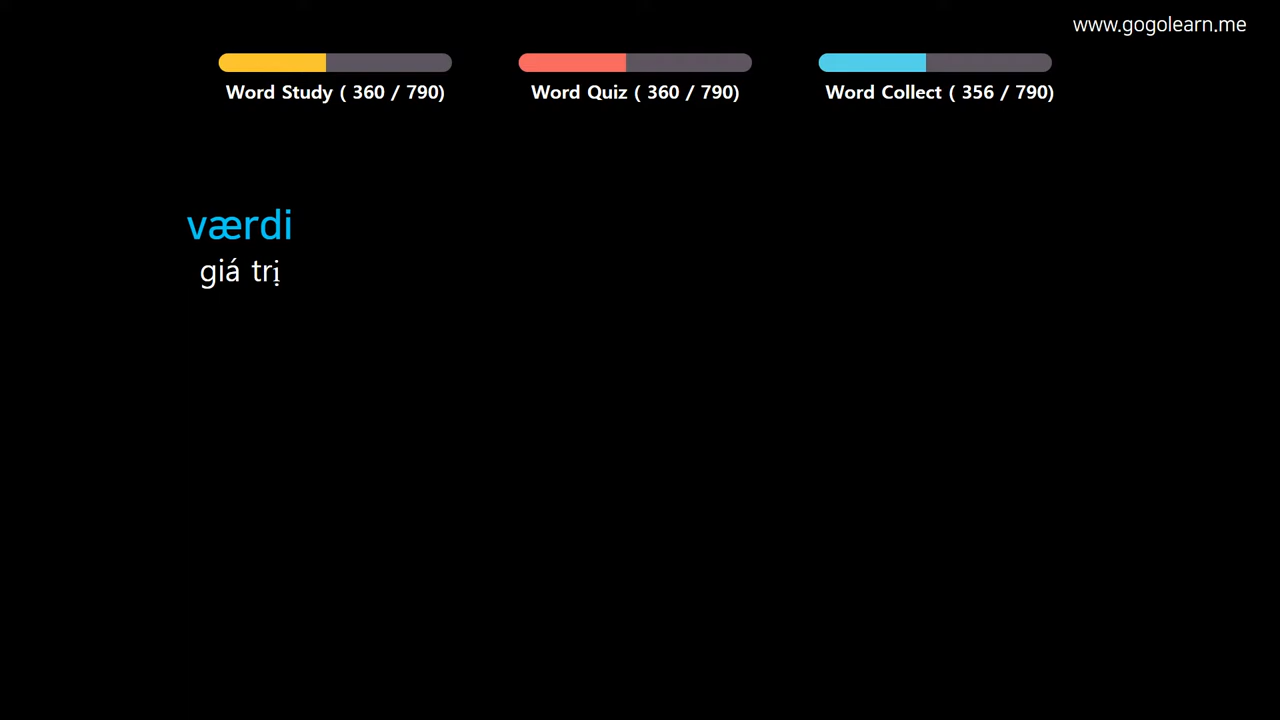 www.gogolearn.me
Word Study ( 360 / 790)
Word Quiz ( 360 / 790)
Word Collect ( 356 / 790)
værdi
giá trị